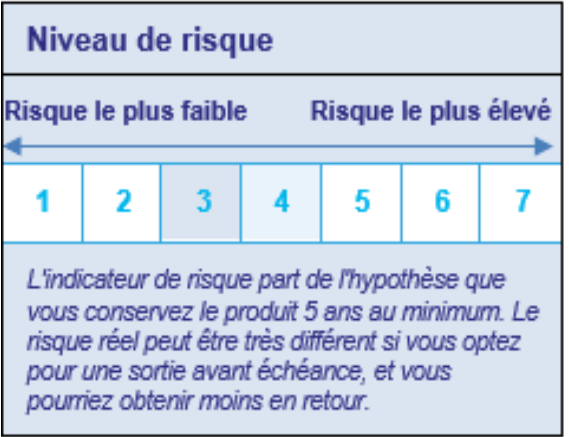 Niveau de risque
Risque le plus faible Risque le plus élevé
1 2 3 4 5 6 7
L'indicateur de risque part de l'hypothèse que
vous conservez le produit 5 ans au minimum. Le
risque réel peut être très différent si vous optez
pour une sortie avant échéance, et vous
pourriez obtenir moins en retour.